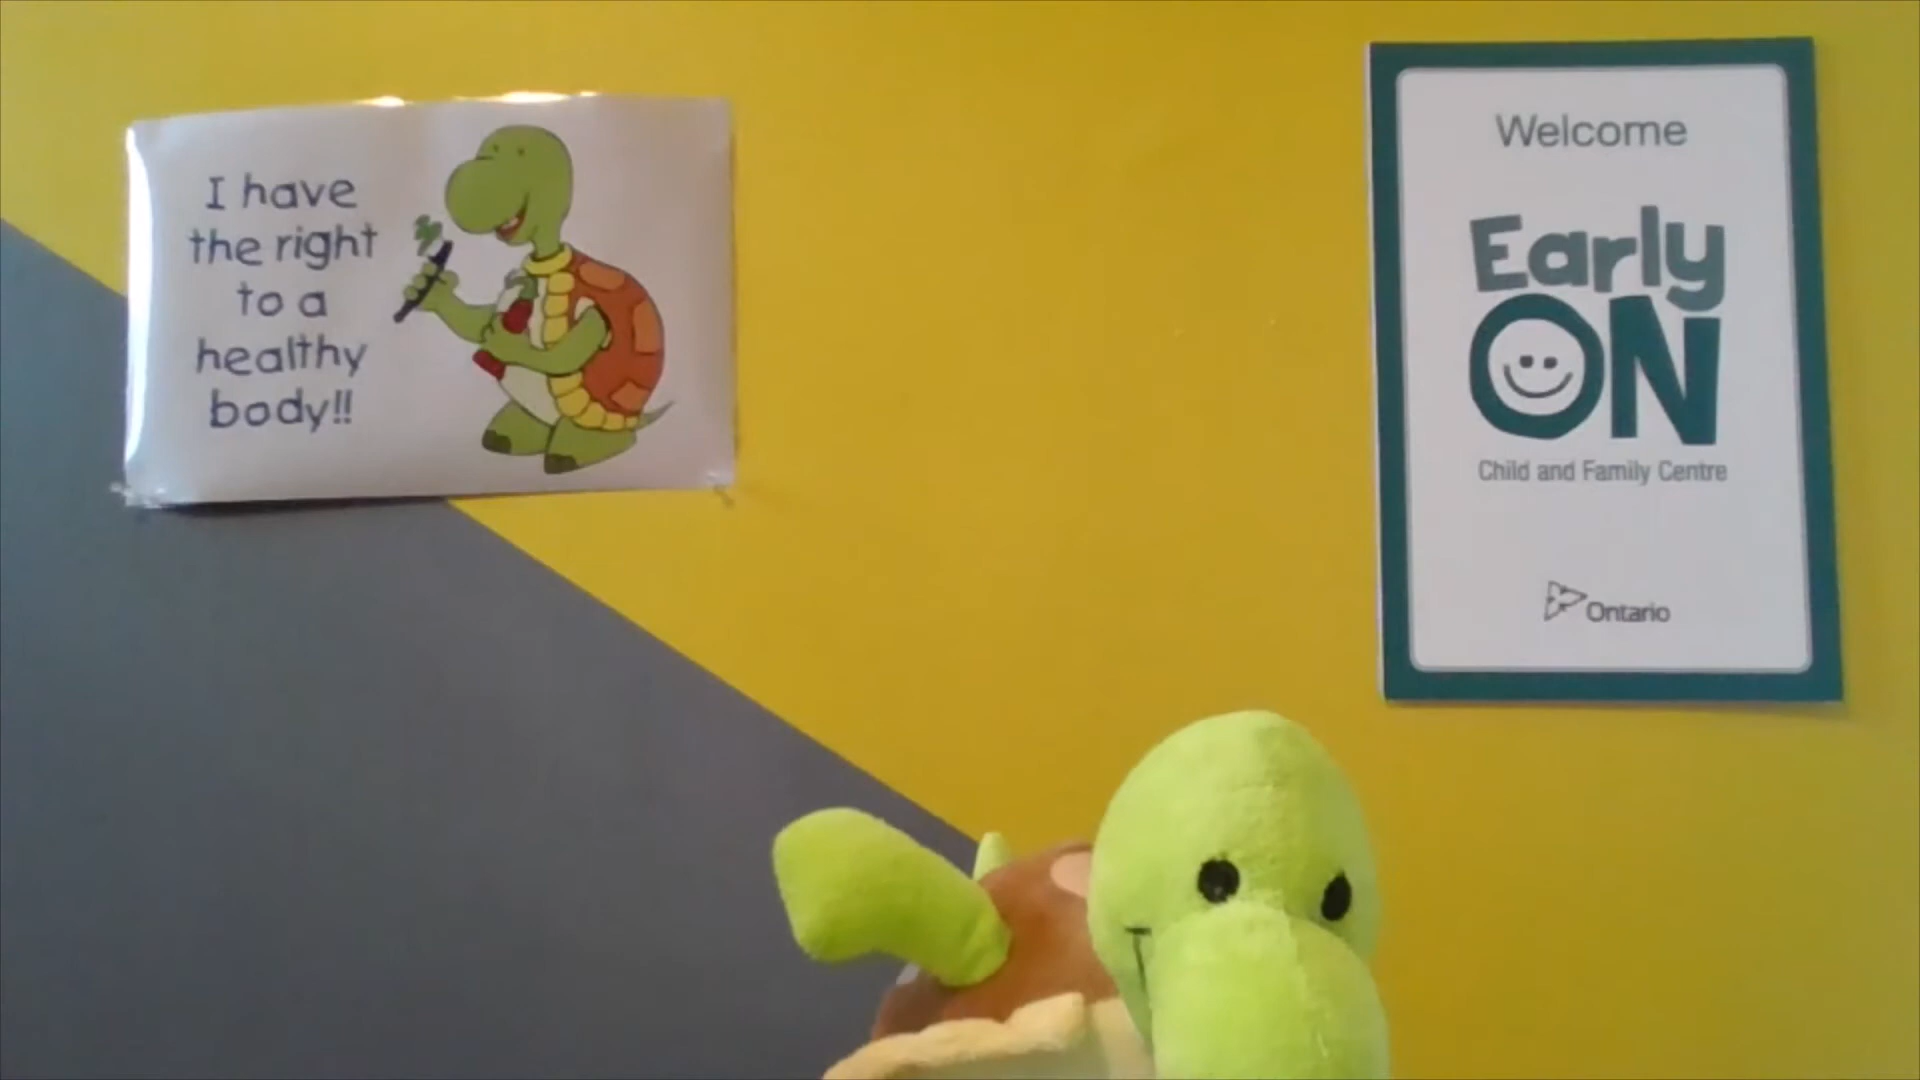 I have
the right
to a
healthy
body!!
Welcome
Early
ON
Child and Family Centre
Ontario